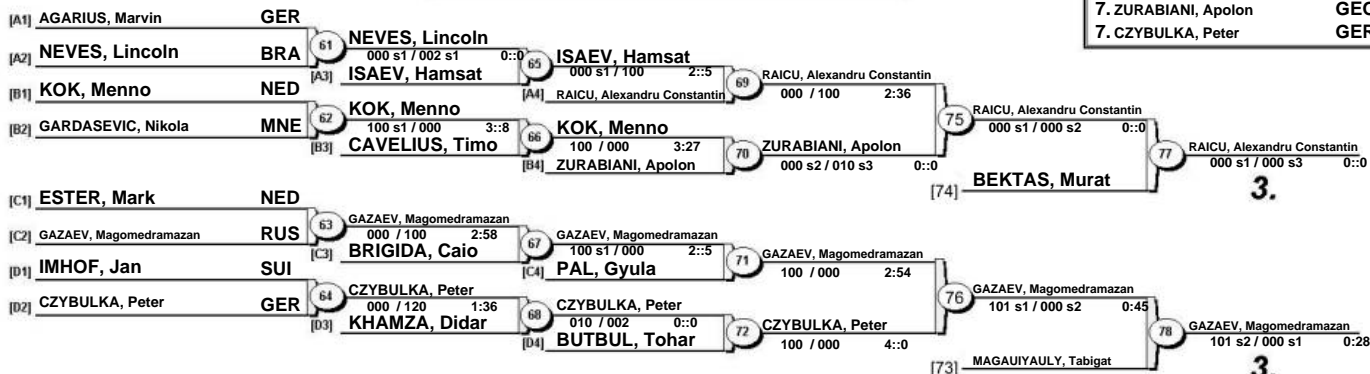 7. ZURABIANI, Apolon GEO
7. CZYBULKA, Peter GER
[A1] AGARIUS, Marvin GER
[A2] NEVES, Lincoln BRA
61 NEVES, Lincoln
000 s1 / 002 s1 0::0
[A3] ISAEV, Hamsat
65 ISAEV, Hamsat
000 s1 / 100 2::5
[A4] RAICU, Alexandru Constantin
69 RAICU, Alexandru Constantin
000 / 100 2:36
[B1] KOK, Menno NED
[B2] GARDASEVIC, Nikola MNE
62 KOK, Menno
100 s1 / 000 3::8
[B3] CAVELIUS, Timo
66 KOK, Menno
100 / 000 3:27
[B4] ZURABIANI, Apolon
70 ZURABIANI, Apolon
000 s2 / 010 s3 0::0
75 RAICU, Alexandru Constantin
000 s1 / 000 s2 0::0
[74] BEKTAS, Murat
77 RAICU, Alexandru Constantin
000 s1 / 000 s3 0::0
3.
[C1] ESTER, Mark NED
[C2] GAZAEV, Magomedramazan RUS
63 GAZAEV, Magomedramazan
000 / 100 2:58
[C3] BRIGIDA, Caio
67 GAZAEV, Magomedramazan
100 s1 / 000 2::5
[C4] PAL, Gyula
71 GAZAEV, Magomedramazan
100 / 000 2:54
[D1] IMHOF, Jan SUI
[D2] CZYBULKA, Peter GER
64 CZYBULKA, Peter
000 / 120 1:36
[D3] KHAMZA, Didar
68 CZYBULKA, Peter
010 / 002 0::0
[D4] BUTBUL, Tohar
72 CZYBULKA, Peter
100 / 000 4::0
76 GAZAEV, Magomedramazan
101 s1 / 000 s2 0:45
[73] MAGAUIYAULY, Tabigat
78 GAZAEV, Magomedramazan
101 s2 / 000 s1 0:28
3.